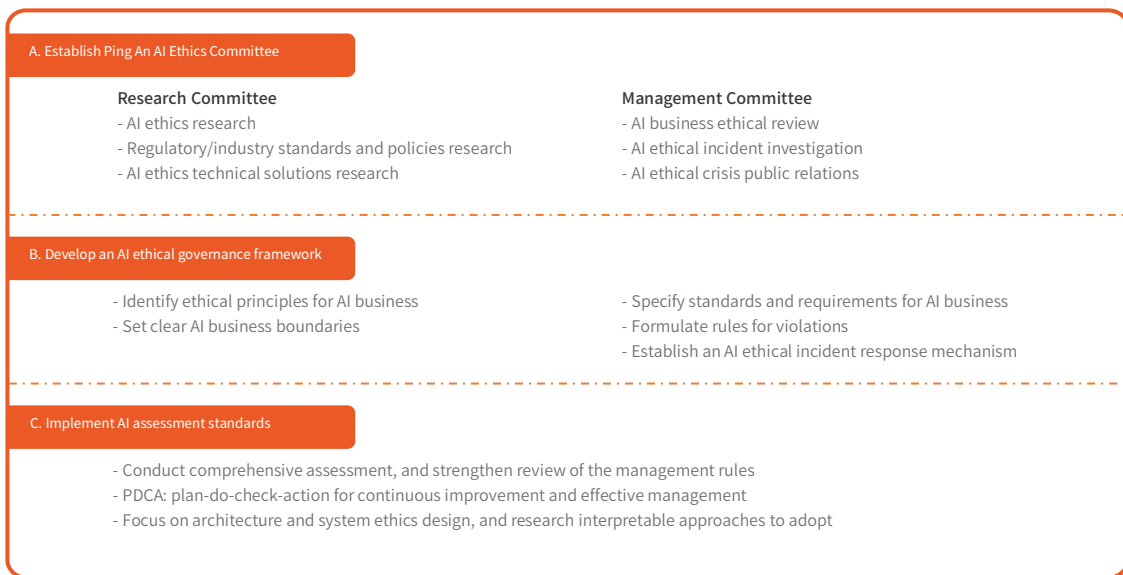 A. Establish Ping An AI Ethics Committee
Research Committee
- AI ethics research
- Regulatory/industry standards and policies research
- AI ethics technical solutions research
Management Committee
- AI business ethical review
- AI ethical incident investigation
- AI ethical crisis public relations
B. Develop an AI ethical governance framework
- Identify ethical principles for AI business
- Set clear AI business boundaries
- Specify standards and requirements for AI business
- Formulate rules for violations
- Establish an AI ethical incident response mechanism
C. Implement AI assessment standards
- Conduct comprehensive assessment, and strengthen review of the management rules
- PDCA: plan-do-check-action for continuous improvement and effective management
- Focus on architecture and system ethics design, and research interpretable approaches to adopt